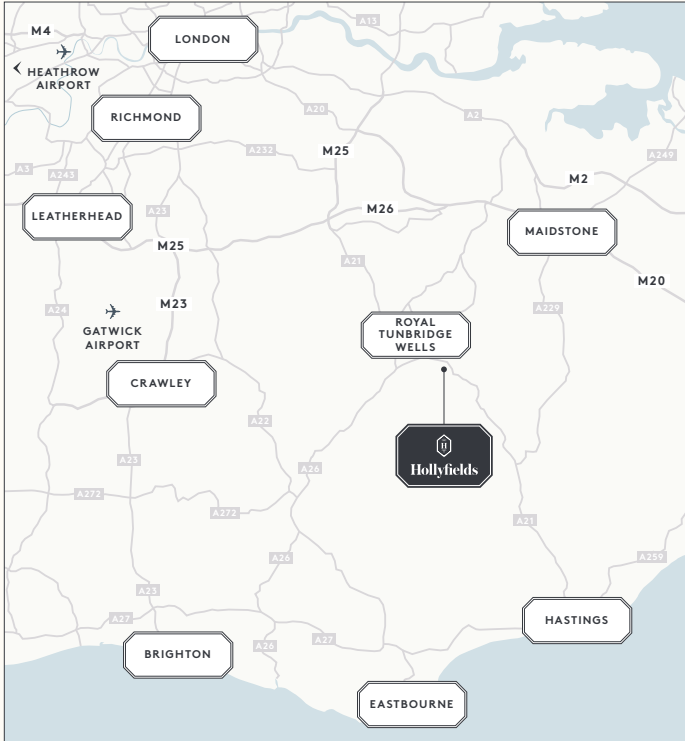 A13
M4
LONDON
HEATHROW
AIRPORT
A20
RICHMOND
A2
M25
A232
A249
A3
A243
M2
A23
M26
LEATHERHEAD
MAIDSTONE
M25
A21
M20
M23
A24
A229
GATWICK
AIRPORT
ROYAL
TUNBRIDGE
WELLS
CRAWLEY
A22
H
Hollyfields
A23
A26
A272
A272
A21
A26
A259
A23
A27
HASTINGS
A27
A26
BRIGHTON
EASTBOURNE